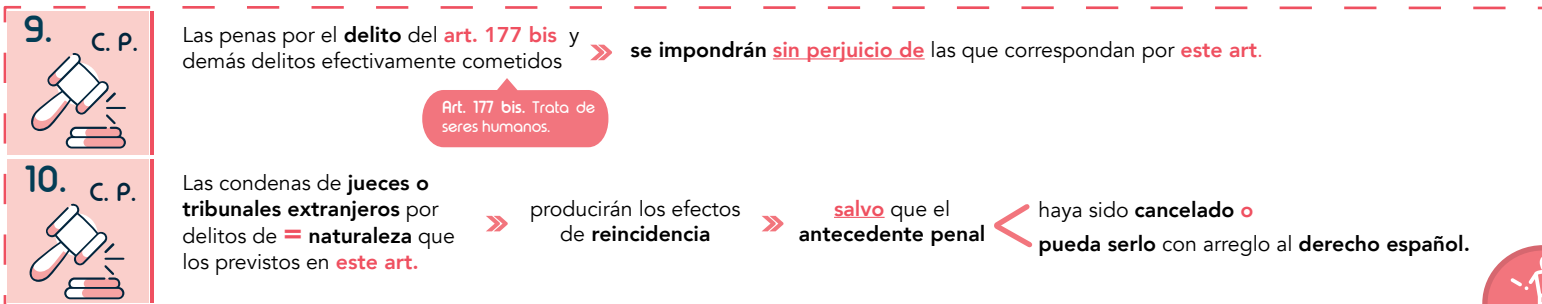 9.
C. P.
Las penas por el delito del art. 177 bis y
demás delitos efectivamente cometidos
se impondrán sin perjuicio de las que correspondan por este art.
Art. 177 bis. Trata de
seres humanos.
10.
C. P.
Las condenas de jueces o
tribunales extranjeros por
delitos de = naturaleza que
los previstos en este art.
producirán los efectos
de reincidencia
salvo que el
antecedente penal
haya sido cancelado o
pueda serlo con arreglo al derecho español.